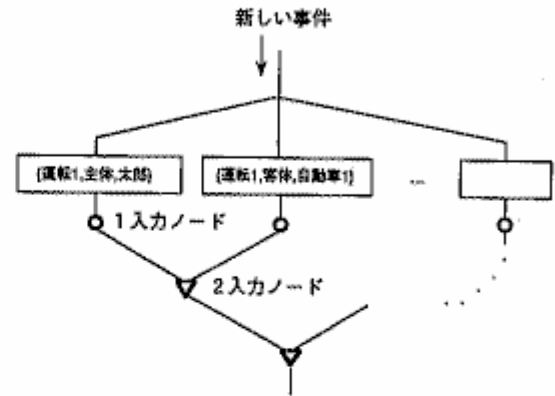 新しい事件
{運転1,主体,太郎}
{運転1,客体,自動車1}
...
1入力ノード
2入力ノード